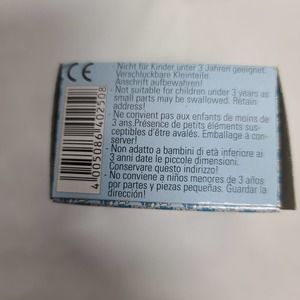 CE
- Nicht für Kinder unter 3 Jahren geeignet.
Verschluckbare Kleinteile.
Anschrift aufbewahren!
- Not suitable for children under 3 years as
small parts may be swallowed. Retain
address!
- Ne convient pas aux enfants de moins de
3 ans.Présence de petits éléments sus-
ceptibles d'être avalés. Emballage à con-
server!
- Non adatto a bambini di età inferiore ai
3 anni date le piccole dimensioni.
Conservare questo indirizzo!
- No conviene a niños menores de 3 años
por partes y piezas pequeñas. Guardar la
dirección!
4 005086 402508